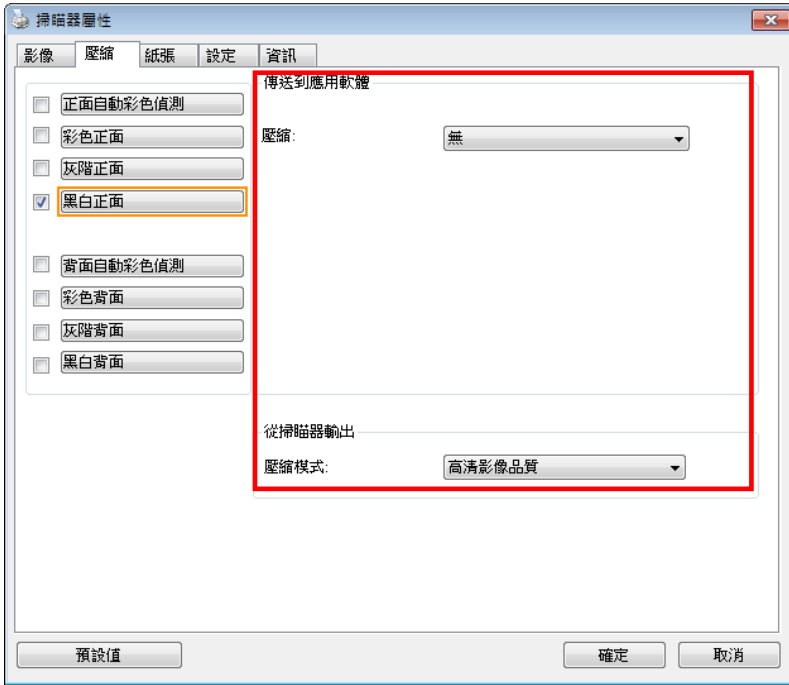 掃瞄器屬性
影像 壓縮 紙張 設定 資訊
傳送到應用軟體
正面自動彩色偵測
彩色正面
壓縮: 無
灰階正面
黑白正面
背面自動彩色偵測
彩色背面
灰階背面
黑白背面
從掃瞄器輸出
壓縮模式: 高清影像品質
預設值 確定 取消